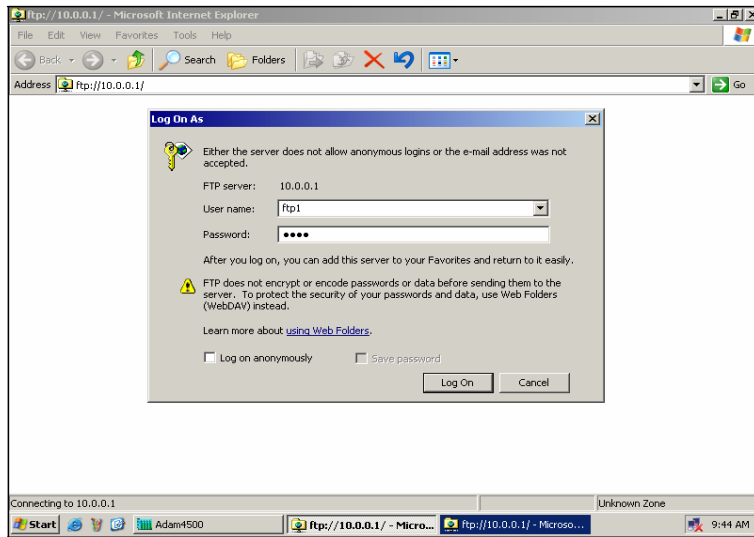 ftp://10.0.0.1/ - Microsoft Internet Explorer
File Edit View Favorites Tools Help
Back Search Folders
Address ftp://10.0.0.1/ Go
Log On As
Either the server does not allow anonymous logins or the e-mail address was not
accepted.
FTP server: 10.0.0.1
User name: ftp1
Password: ●●●●
After you log on, you can add this server to your Favorites and return to it easily.
FTP does not encrypt or encode passwords or data before sending them to the
server. To protect the security of your passwords and data, use Web Folders
(WebDAV) instead.
Learn more about using Web Folders.
Log on anonymously Save password
Log On Cancel
Connecting to 10.0.0.1 Unknown Zone
Start Adam4500 ftp://10.0.0.1/ - Micro... ftp://10.0.0.1/ - Microso... 9:44 AM